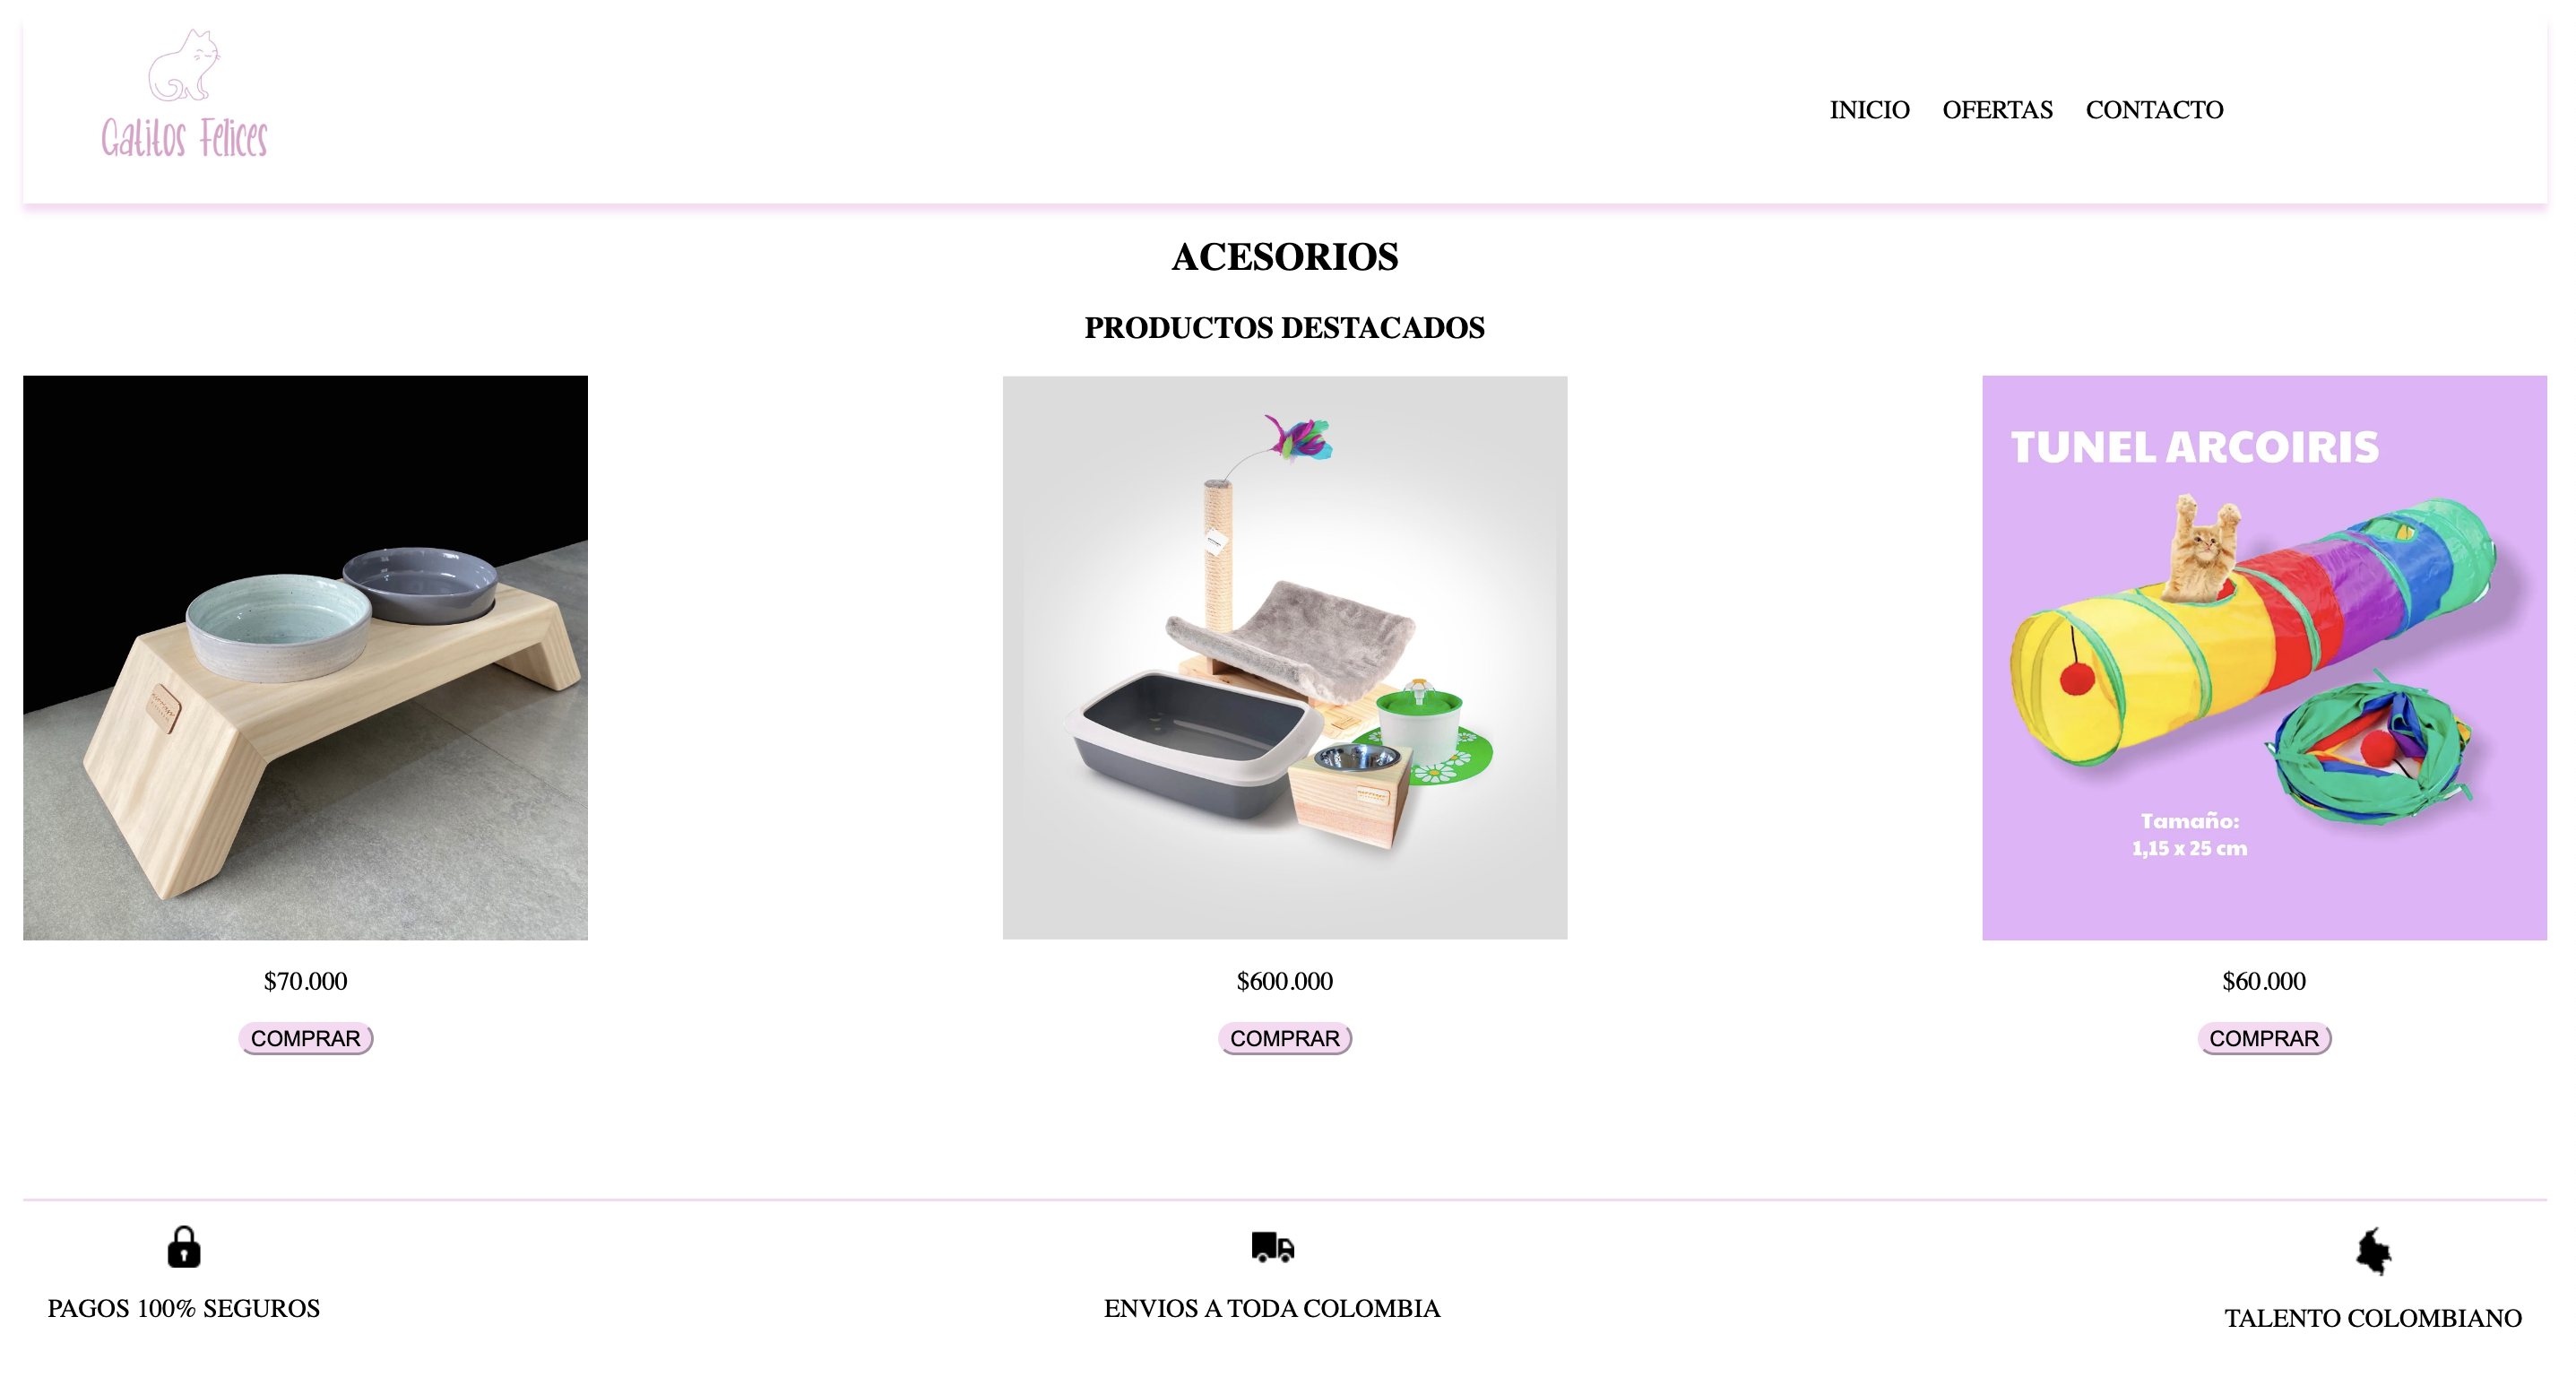 Gatitos Felices
INICIO OFERTAS CONTACTO
ACESORIOS
PRODUCTOS DESTACADOS
TUNEL ARCOIRIS
Tamaño:
1,15 x 25 cm
$70.000 $600.000 $60.000
COMPRAR COMPRAR COMPRAR
PAGOS 100% SEGUROS ENVIOS A TODA COLOMBIA TALENTO COLOMBIANO